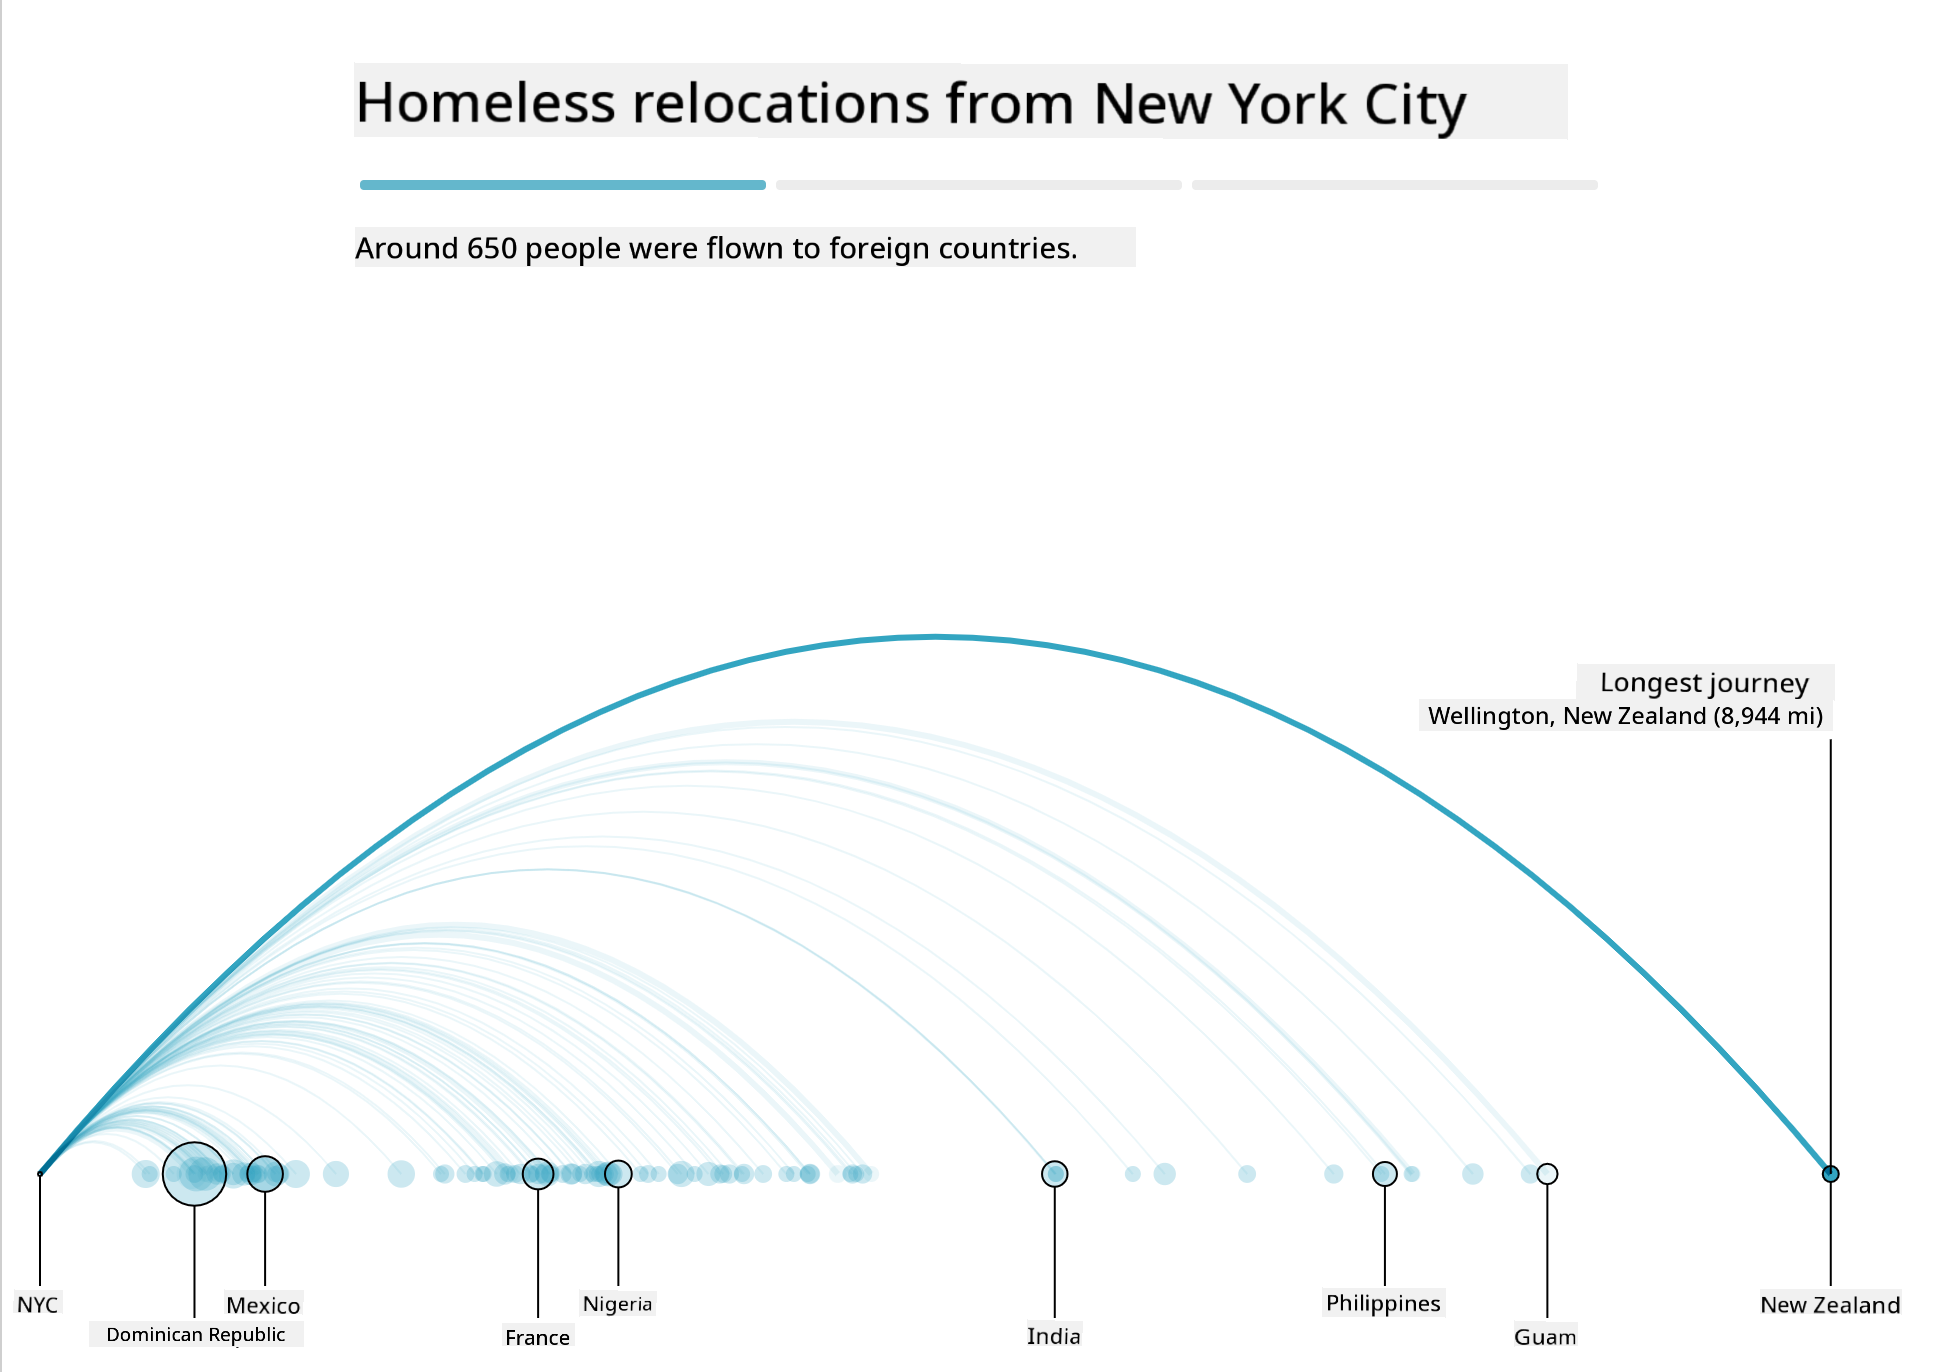 Homeless relocations from New York City
Around 650 people were flown to foreign countries.
Longest journey
Wellington, New Zealand (8,944 mi)
NYC
Dominican Republic
Mexico
France
Nigeria
India
Philippines
Guam
New Zealand